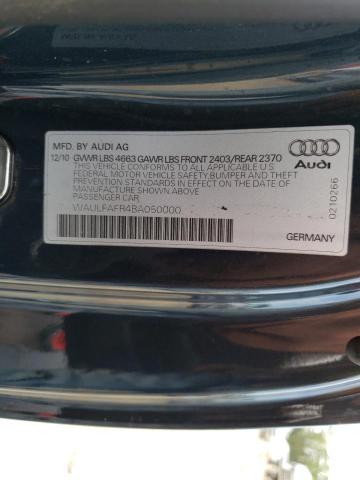 MFD. BY AUDI AG
12/10 GVWR LBS 4663 GAWR LBS FRONT 2403/REAR 2370
THIS VEHICLE CONFORMS TO ALL APPLICABLE U.S
FEDERAL MOTOR VEHICLE SAFETY,BUMPER AND THEFT
PREVENTION STANDARDS IN EFFECT ON THE DATE OF
MANUFACTURE SHOWN ABOVE
PASSENGER CAR
Audi
0210266
GERMANY